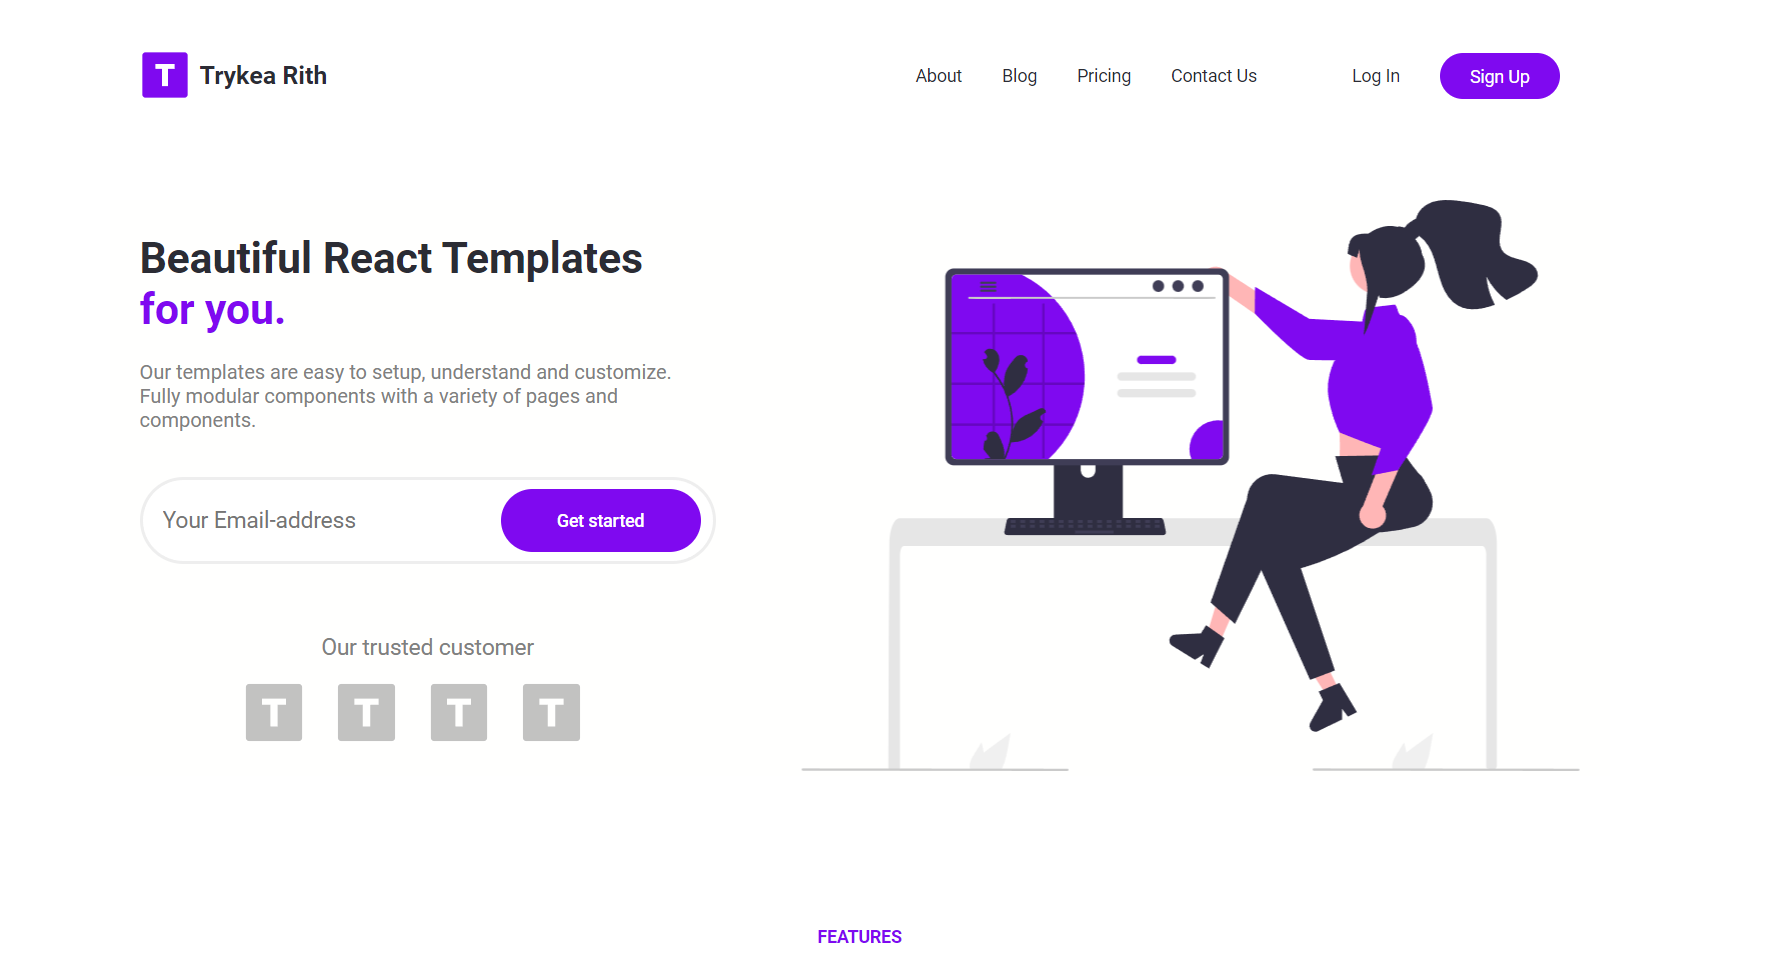 T Trykea Rith
About Blog Pricing Contact Us Log In Sign Up
Beautiful React Templates
for you.
Our templates are easy to setup, understand and customize.
Fully modular components with a variety of pages and
components.
Your Email-address Get started
Our trusted customer
T T T T
FEATURES